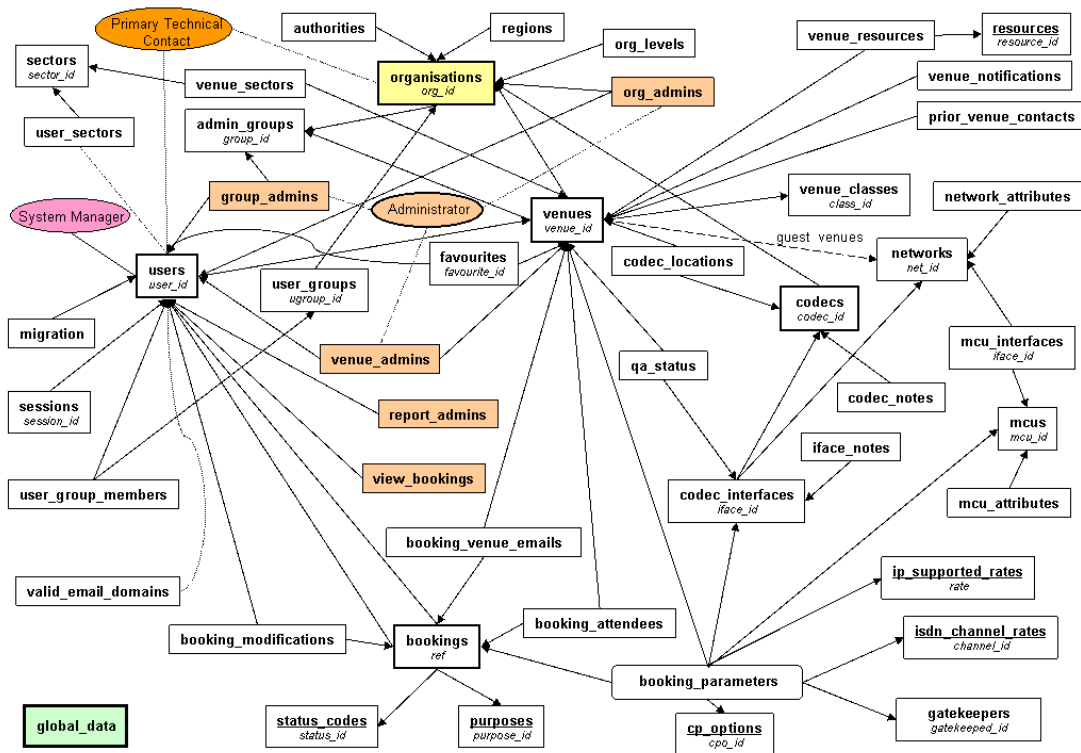 Primary Technical
Contact
authorities
regions
org_levels
venue_resources
resources
resource_id
sectors
sector_id
venue_sectors
organisations
org_id
org_admins
venue_notifications
user_sectors
admin_groups
group_id
prior_venue_contacts
System Manager
group_admins
Administrator
venues
venue_id
venue_classes
class_id
network_attributes
guest venues
users
user_id
user_groups
ugroup_id
favourites
favourite_id
codec_locations
networks
net_id
codecs
codec_id
migration
venue_admins
qa_status
mcu_interfaces
iface_id
sessions
session_id
report_admins
codec_notes
mcus
mcu_id
user_group_members
view_bookings
iface_notes
codec_interfaces
iface_id
mcu_attributes
booking_venue_emails
valid_email_domains
ip_supported_rates
rate
booking_modifications
bookings
ref
booking_attendees
isdn_channel_rates
channel_id
booking_parameters
global_data
status_codes
status_id
purposes
purpose_id
cp_options
cpo_id
gatekeepers
gatekeeped_id